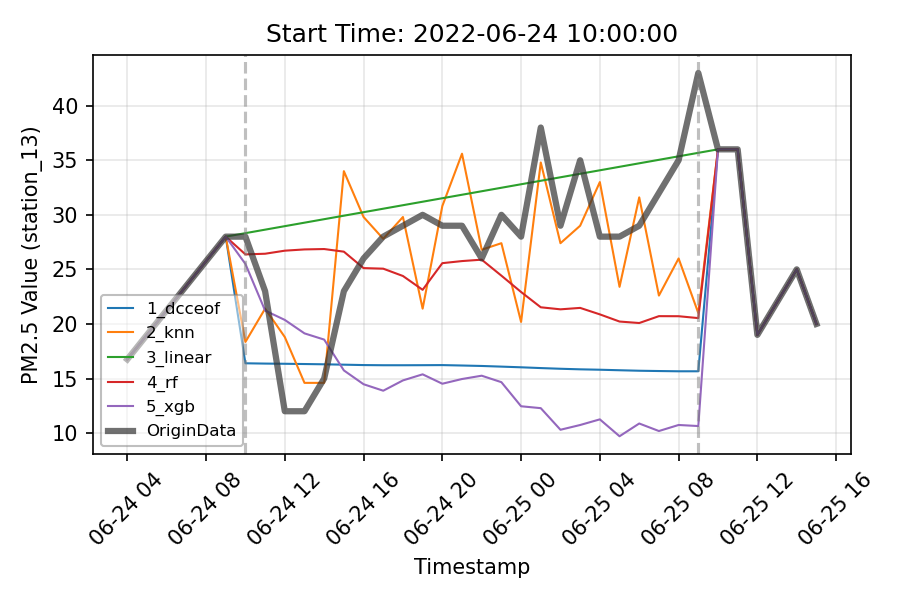 Start Time: 2022-06-24 10:00:00
PM2.5 Value (station_13)
40
35
30
25
20
15
10
1_dcceof
2_knn
3_linear
4_rf
5_xgb
OriginData
06-24 04
06-24 08
06-24 12
06-24 16
06-24 20
06-25 00
06-25 04
06-25 08
06-25 12
06-25 16
Timestamp